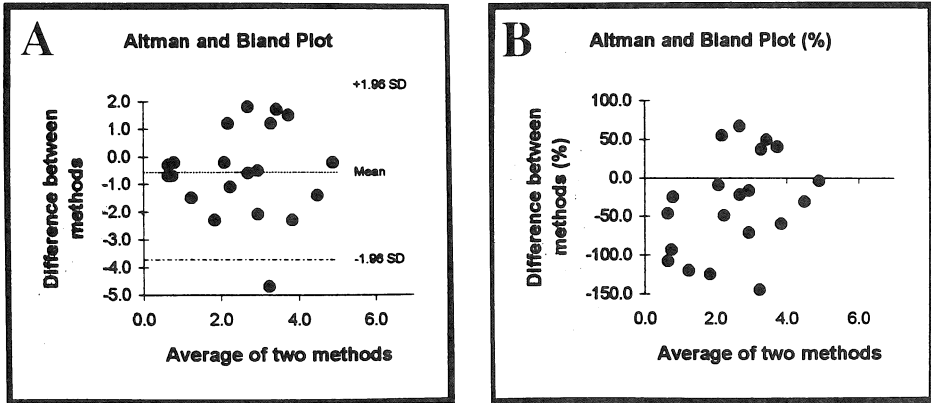 A
Altman and Bland Plot
+1.96 SD
Difference between
methods
2.0
1.0
0.0
-1.0
-2.0
-3.0
-4.0
-5.0
Mean
-1.96 SD
0.0
2.0
4.0
6.0
Average of two methods
B
Altman and Bland Plot (%)
Difference between
methods (%)
100.0
50.0
0.0
-50.0
-100.0
-150.0
0.0
2.0
4.0
6.0
Average of two methods